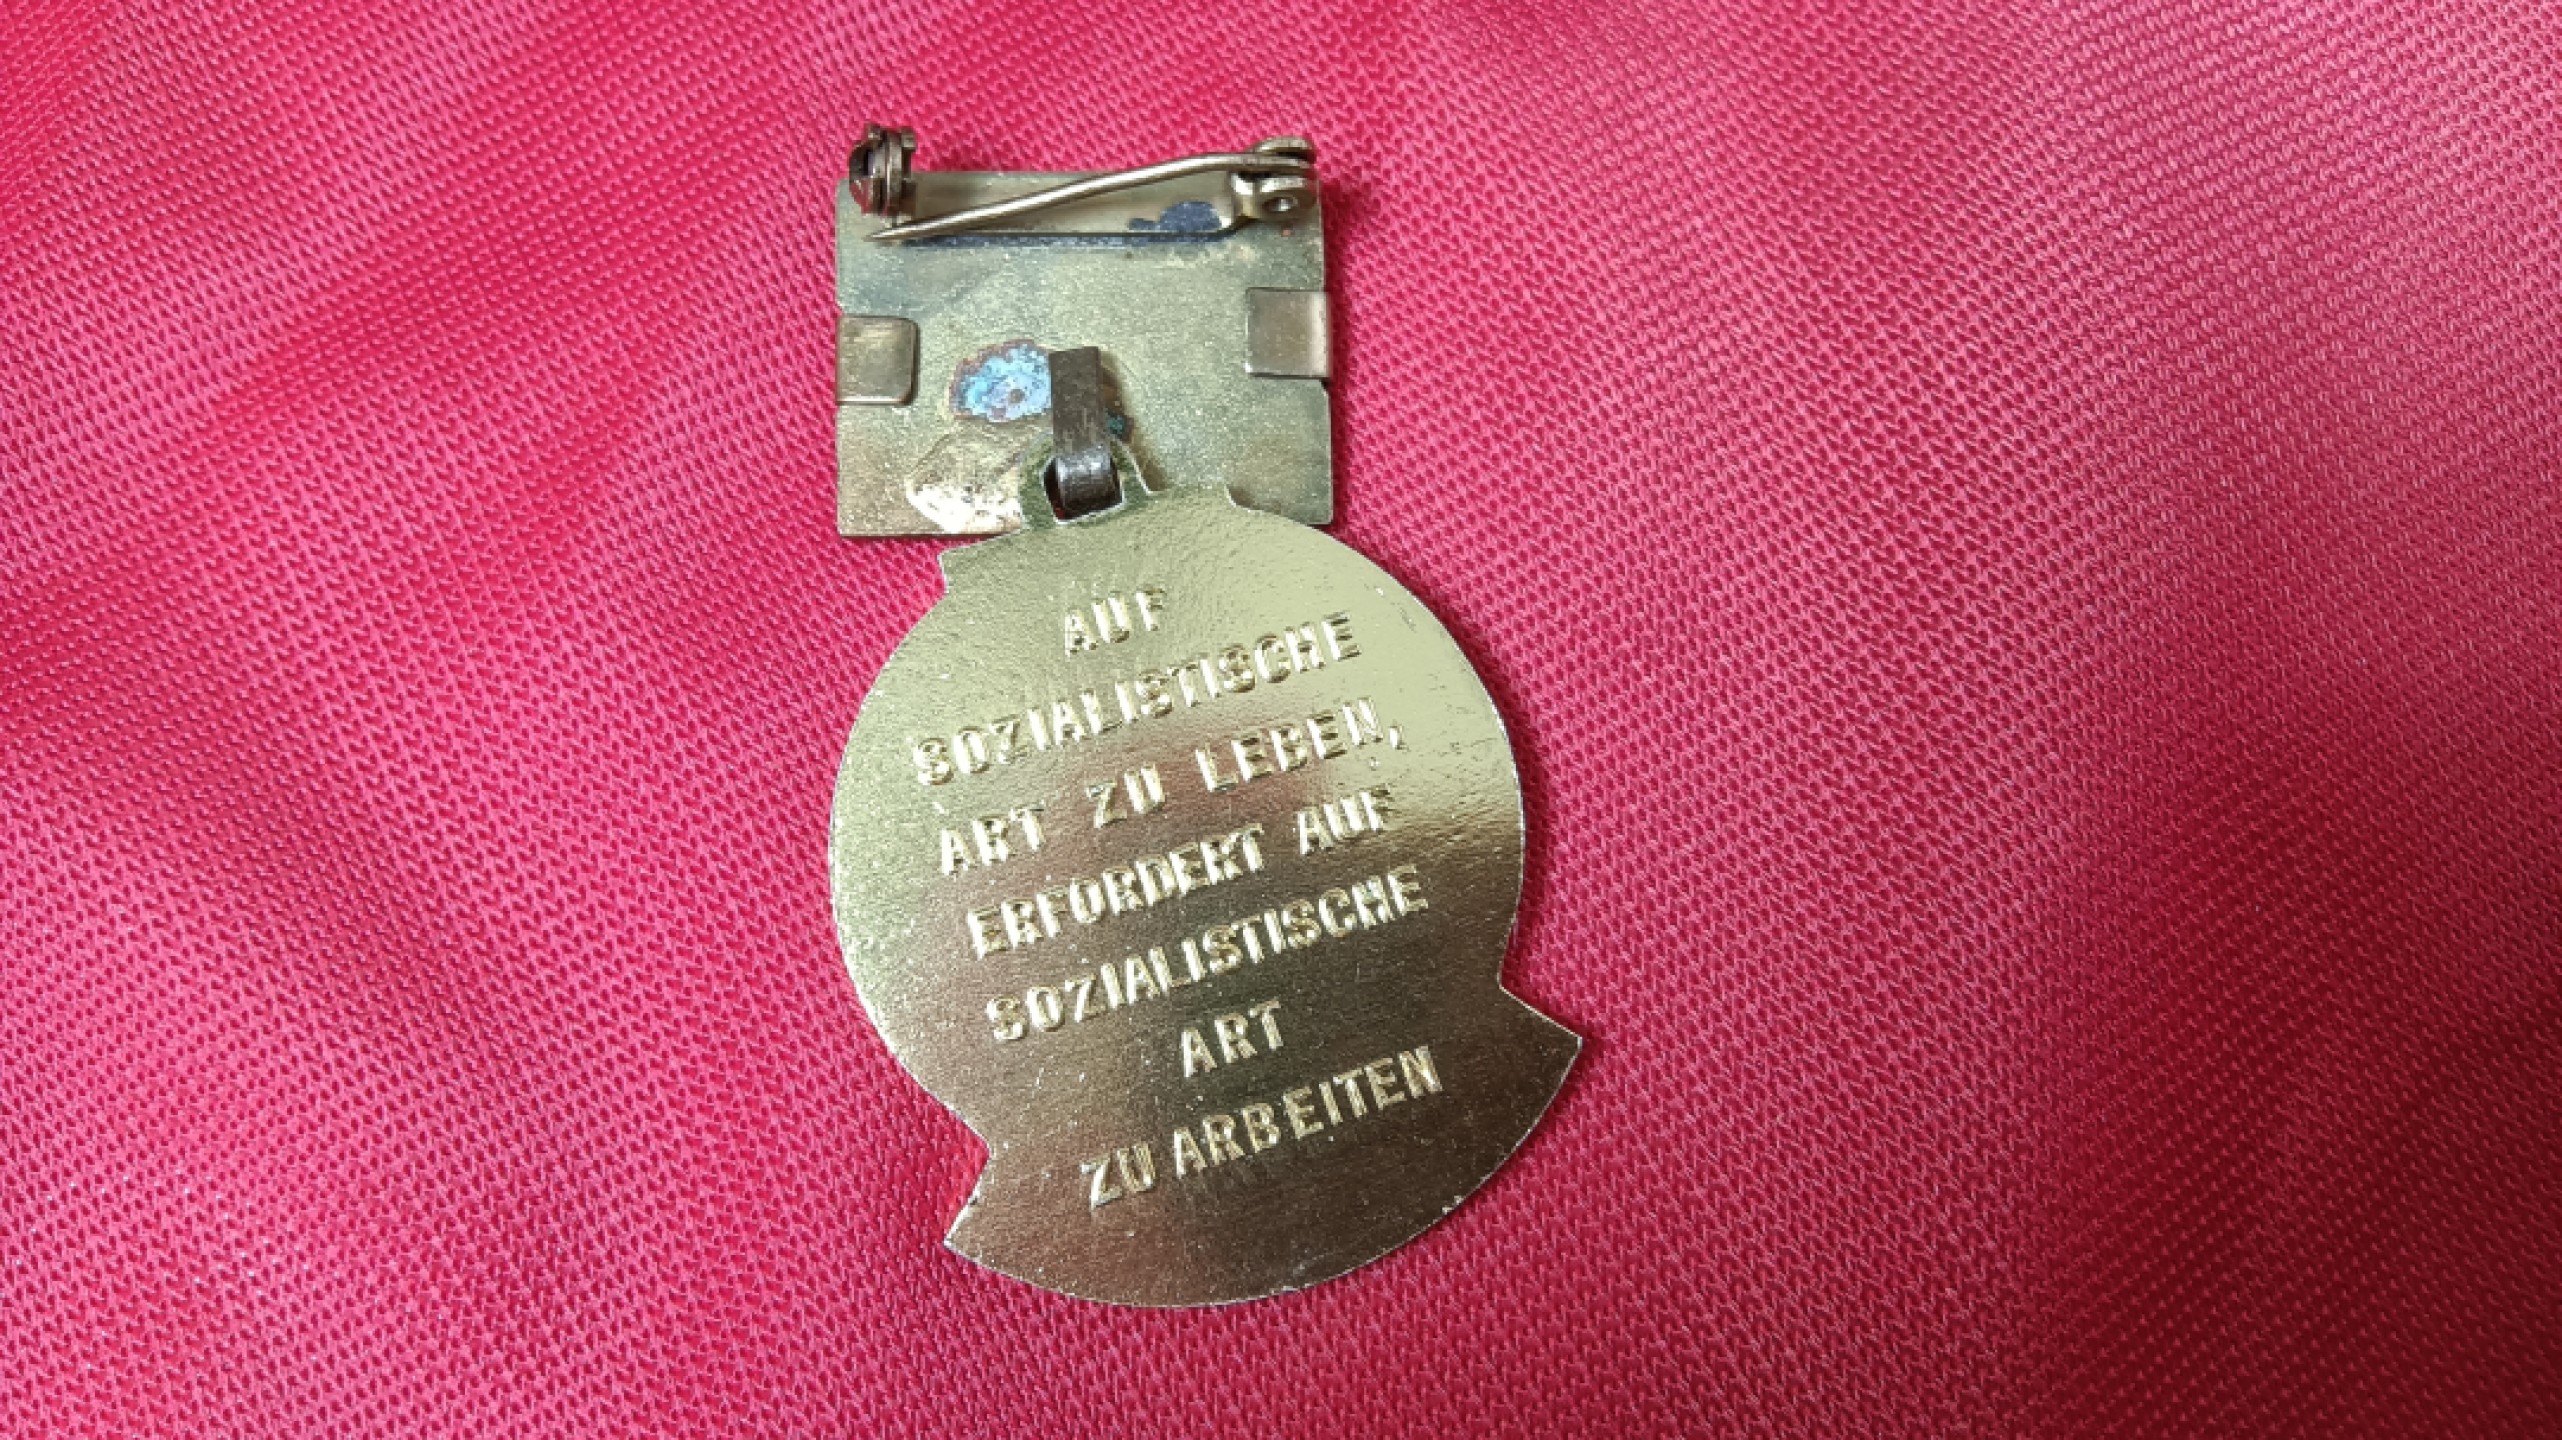 AUF
SOZIALISTISCHE
ART ZU LEBEN,
ERFORDERT AUF
SOZIALISTISCHE
ART
ZU ARBEITEN